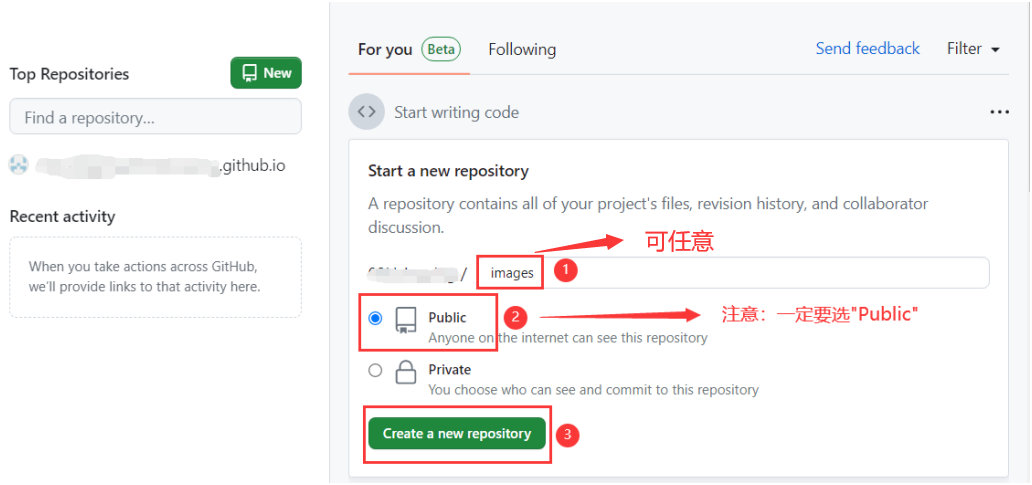 Top Repositories
New
Find a repository...
.github.io
Recent activity
When you take actions across GitHub,
we'll provide links to that activity here.
For you Beta Following
Send feedback Filter
Start writing code
Start a new repository
A repository contains all of your project's files, revision history, and collaborator
discussion.
可任意
/ images
1
Public
Anyone on the internet can see this repository
2
注意：一定要选"Public"
Private
You choose who can see and commit to this repository
Create a new repository
3